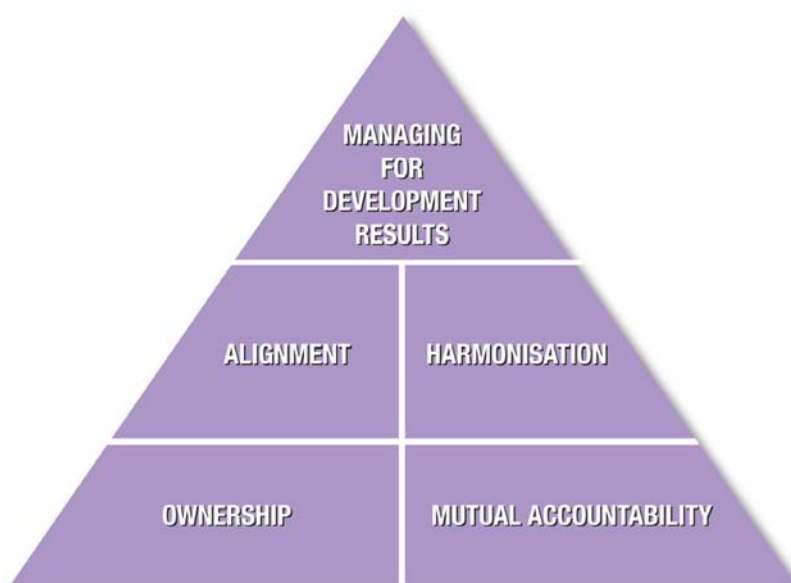 MANAGING
FOR
DEVELOPMENT
RESULTS
ALIGNMENT
HARMONISATION
OWNERSHIP
MUTUAL ACCOUNTABILITY